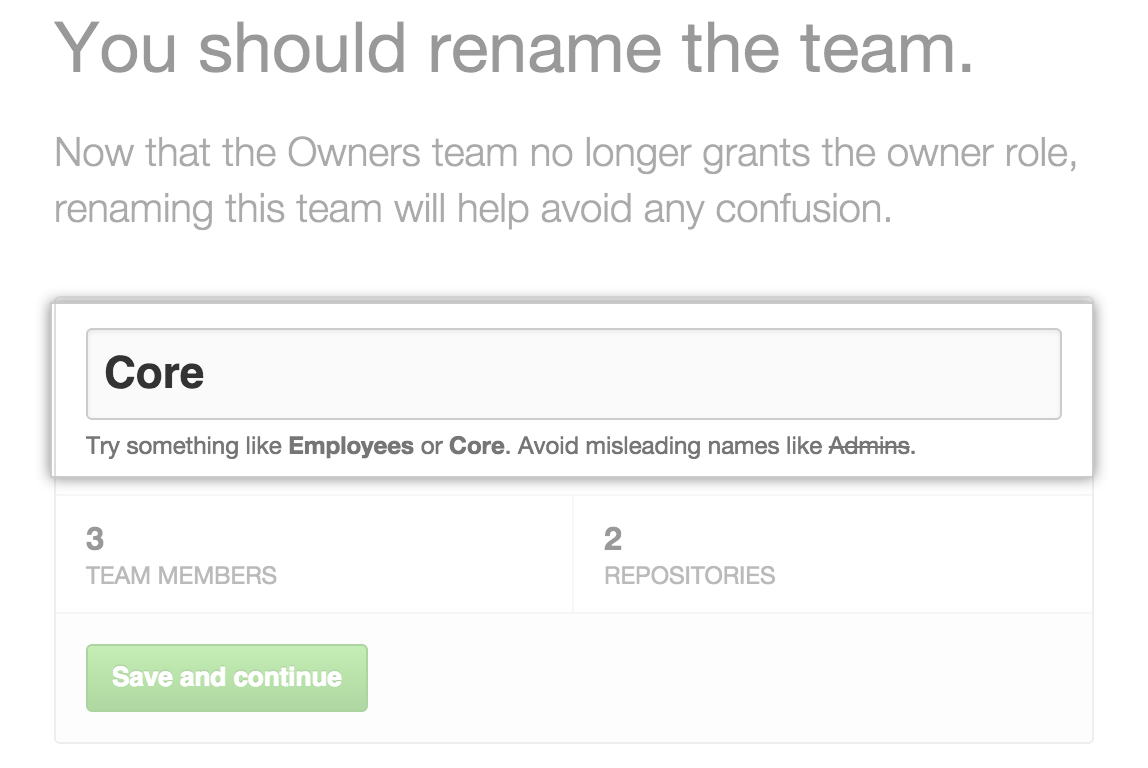 You should rename the team.
Now that the Owners team no longer grants the owner role,
renaming this team will help avoid any confusion.
Core
Try something like Employees or Core. Avoid misleading names like Admins.
3
TEAM MEMBERS
2
REPOSITORIES
Save and continue